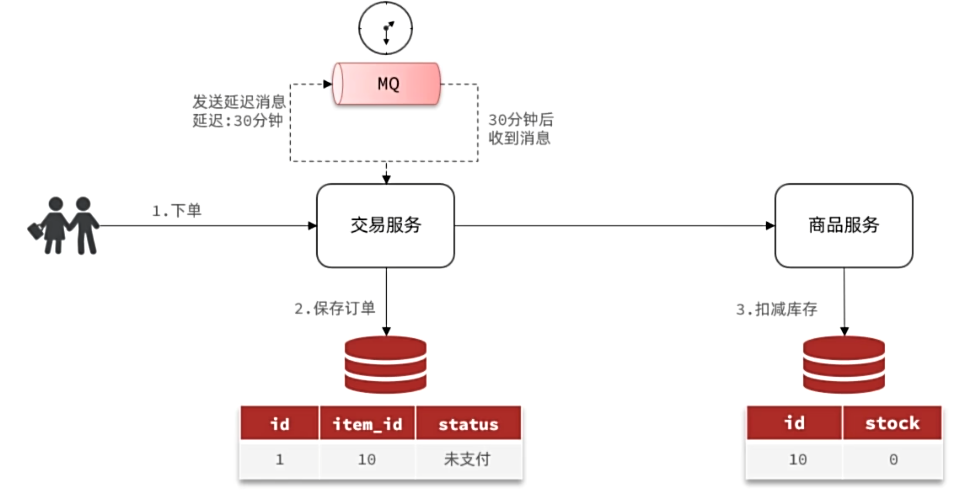 MQ
发送延迟消息
延迟:30分钟
30分钟后
收到消息
1.下单
交易服务
商品服务
2.保存订单
3.扣减库存
id item_id status
1 10 未支付
id stock
10 0